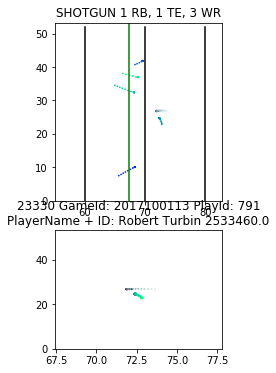 SHOTGUN 1 RB, 1 TE, 3 WR
50
40
30
20
10
0
60 70 80
23330 GameId: 2017100113 PlayId: 791
PlayerName + ID: Robert Turbin 2533460.0
40
20
0
67.5 70.0 72.5 75.0 77.5